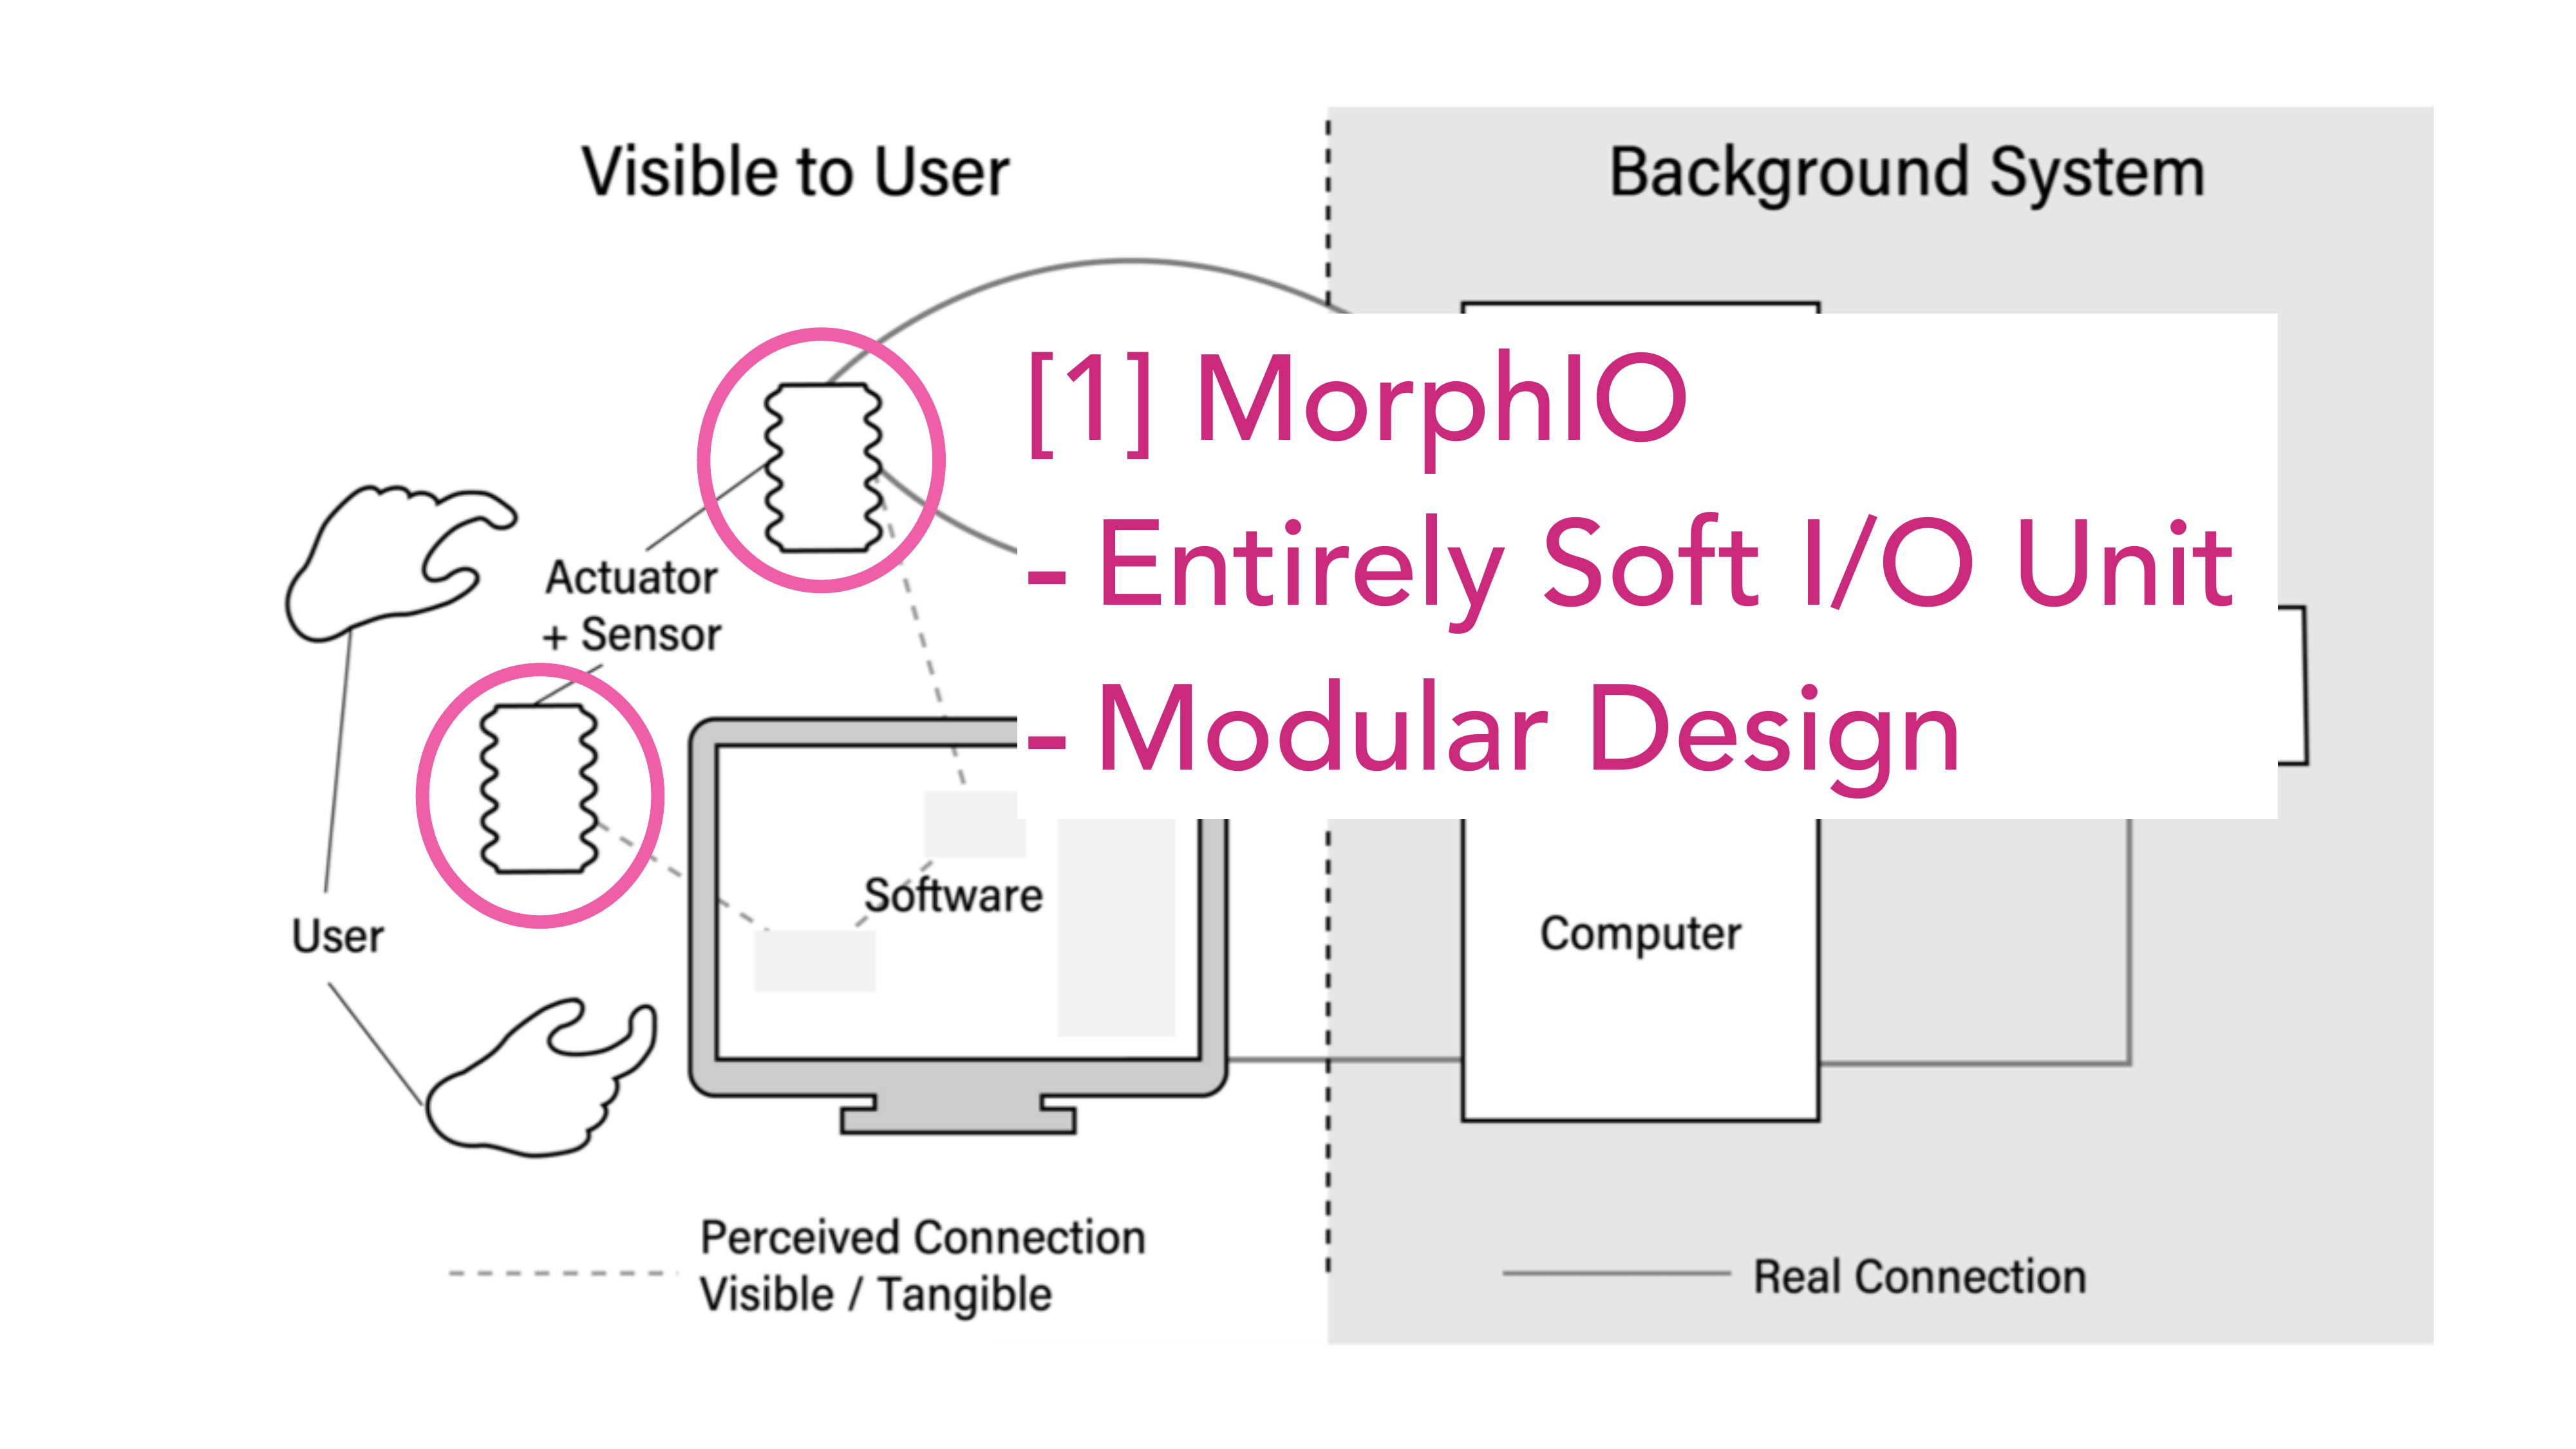 Visible to User
Background System
[1] MorphIO
- Entirely Soft I/O Unit
- Modular Design
Actuator
+ Sensor
Software
User
Computer
Perceived Connection
Visible / Tangible
Real Connection